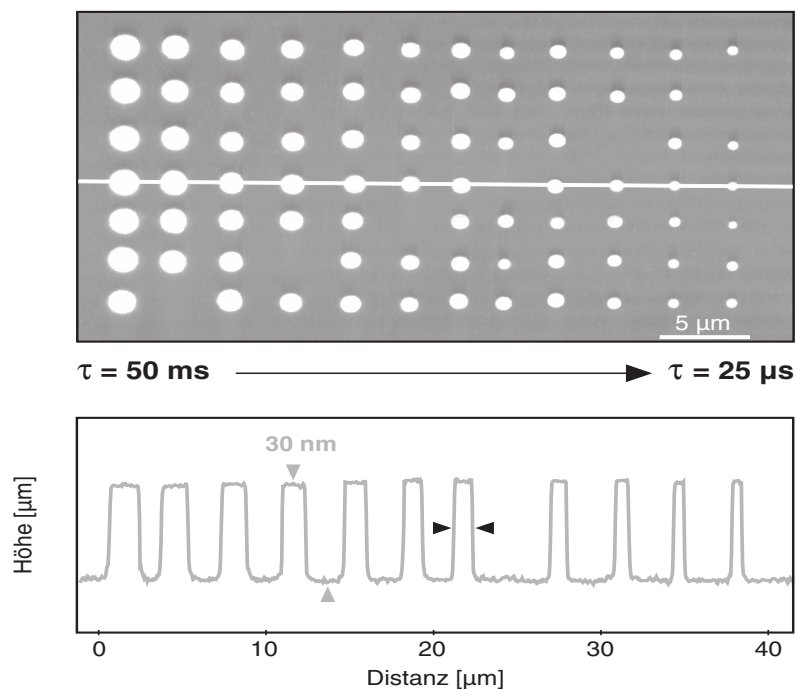 5 µm
τ = 50 ms τ = 25 µs
30 nm
Höhe [µm]
0 10 20 30 40
Distanz [µm]